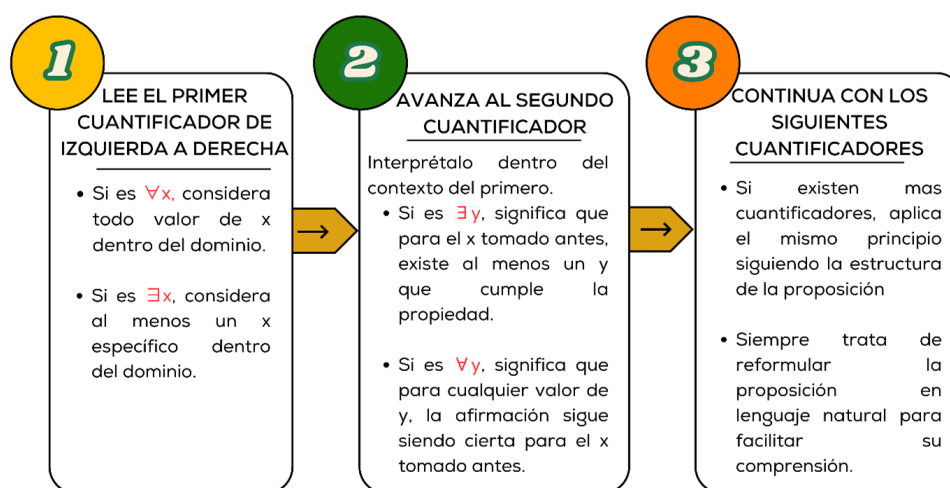 1
LEE EL PRIMER
CUANTIFICADOR DE
IZQUIERDA A DERECHA
• Si es ∀x, considera
todo valor de x
dentro del dominio.
• Si es ∃x, considera
al menos un x
específico dentro
del dominio.
→
2
AVANZA AL SEGUNDO
CUANTIFICADOR
Interprétalo dentro del
contexto del primero.
• Si es ∃y, significa que
para el x tomado antes,
existe al menos un y
que cumple la
propiedad.
• Si es ∀y, significa que
para cualquier valor de
y, la afirmación sigue
siendo cierta para el x
tomado antes.
→
3
CONTINUA CON LOS
SIGUIENTES
CUANTIFICADORES
• Si existen mas
cuantificadores, aplica
el mismo principio
siguiendo la estructura
de la proposición
• Siempre trata de
reformular la
proposición en
lenguaje natural para
facilitar su
comprensión.